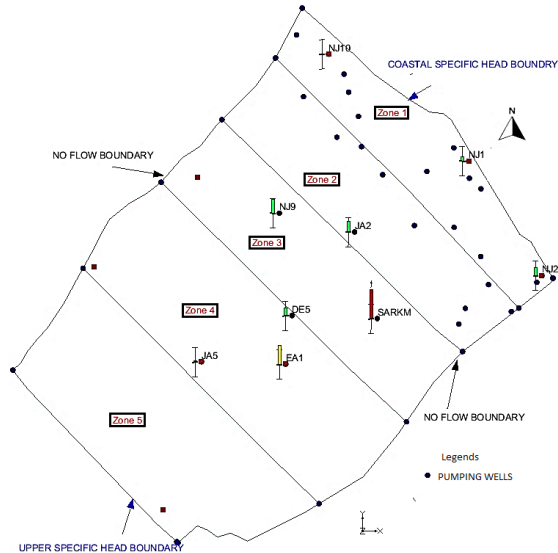 NJ10
COASTAL SPECIFIC HEAD BOUNDRY
Zone 1
N
NO FLOW BOUNDARY
NJ1
Zone 2
NJ9
JA2
Zone 3
NJ2
Zone 4
DE5
SARKM
JA5
EA1
Zone 5
NO FLOW BOUNDARY
Legends
PUMPING WELLS
Y
Z
X
UPPER SPECIFIC HEAD BOUNDARY